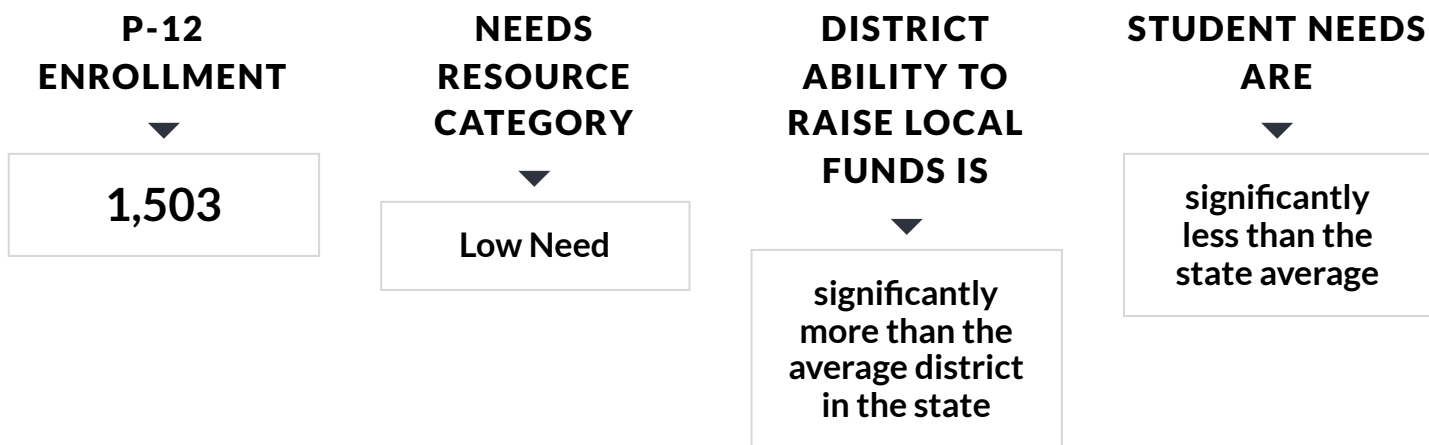 P-12
ENROLLMENT
1,503
NEEDS
RESOURCE
CATEGORY
Low Need
DISTRICT
ABILITY TO
RAISE LOCAL
FUNDS IS
significantly
more than the
average district
in the state
STUDENT NEEDS
ARE
significantly
less than the
state average